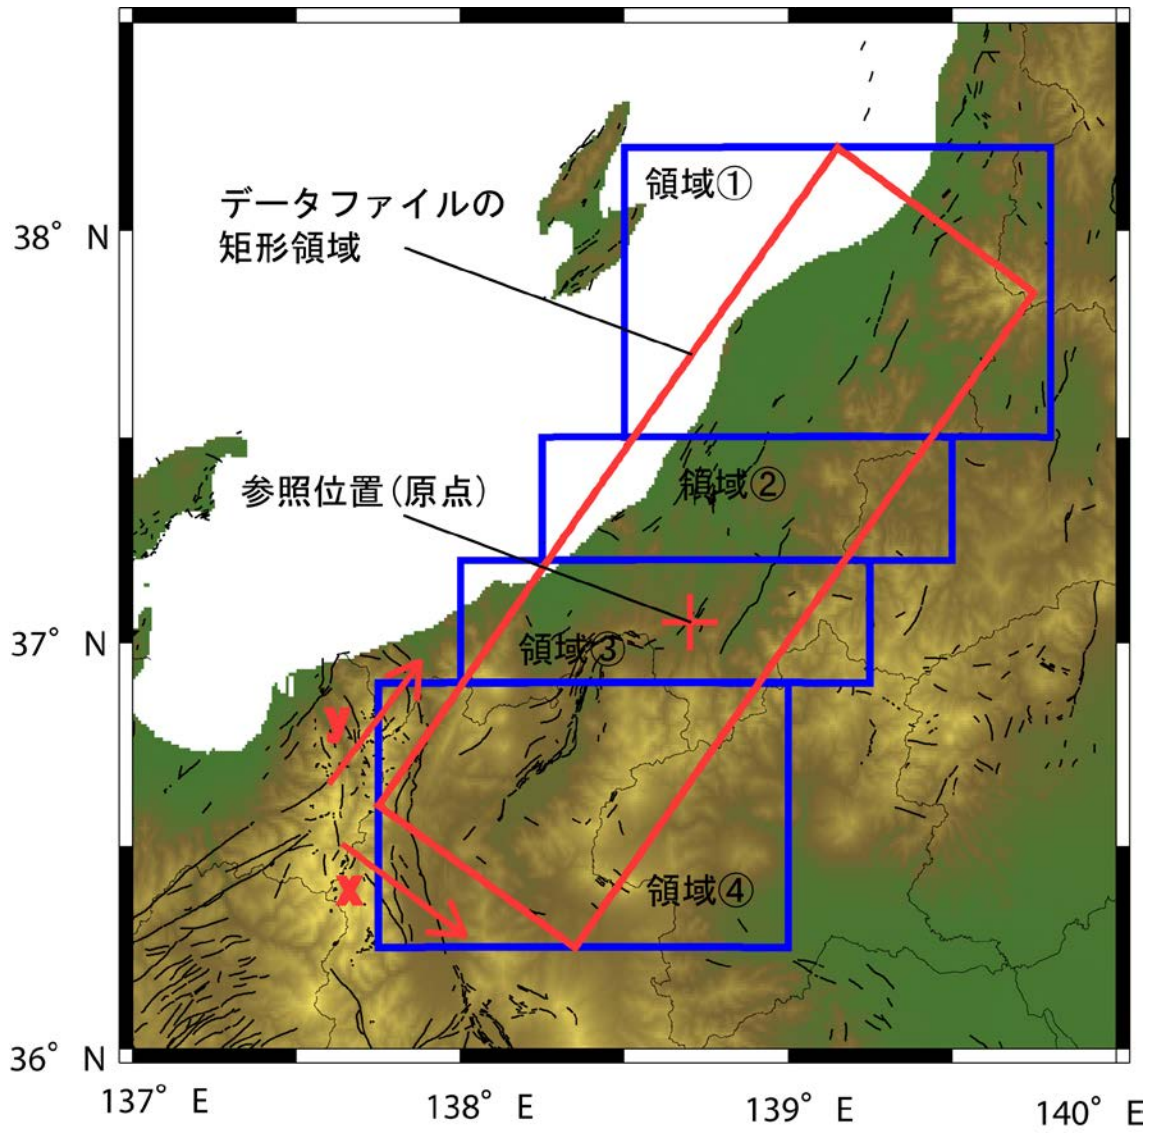 領域①
データファイルの
矩形領域
38° N
領域②
参照位置(原点)
37° N
領域③
y
x
領域④
36° N
137° E
138° E
139° E
140° E